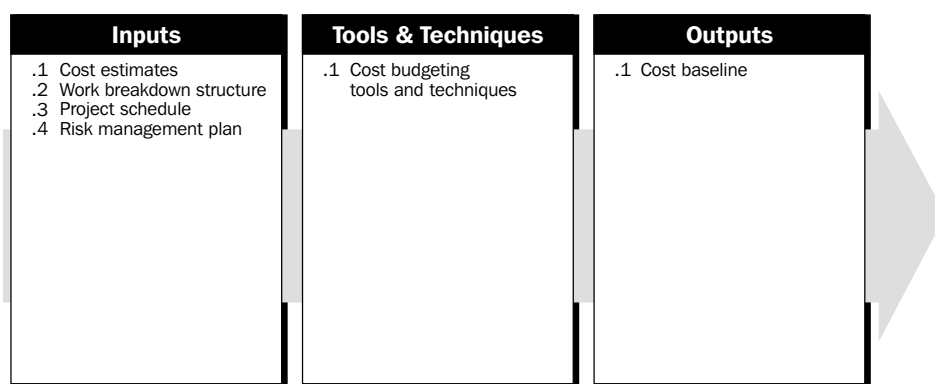 Inputs
.1 Cost estimates
.2 Work breakdown structure
.3 Project schedule
.4 Risk management plan
Tools & Techniques
.1 Cost budgeting
tools and techniques
Outputs
.1 Cost baseline